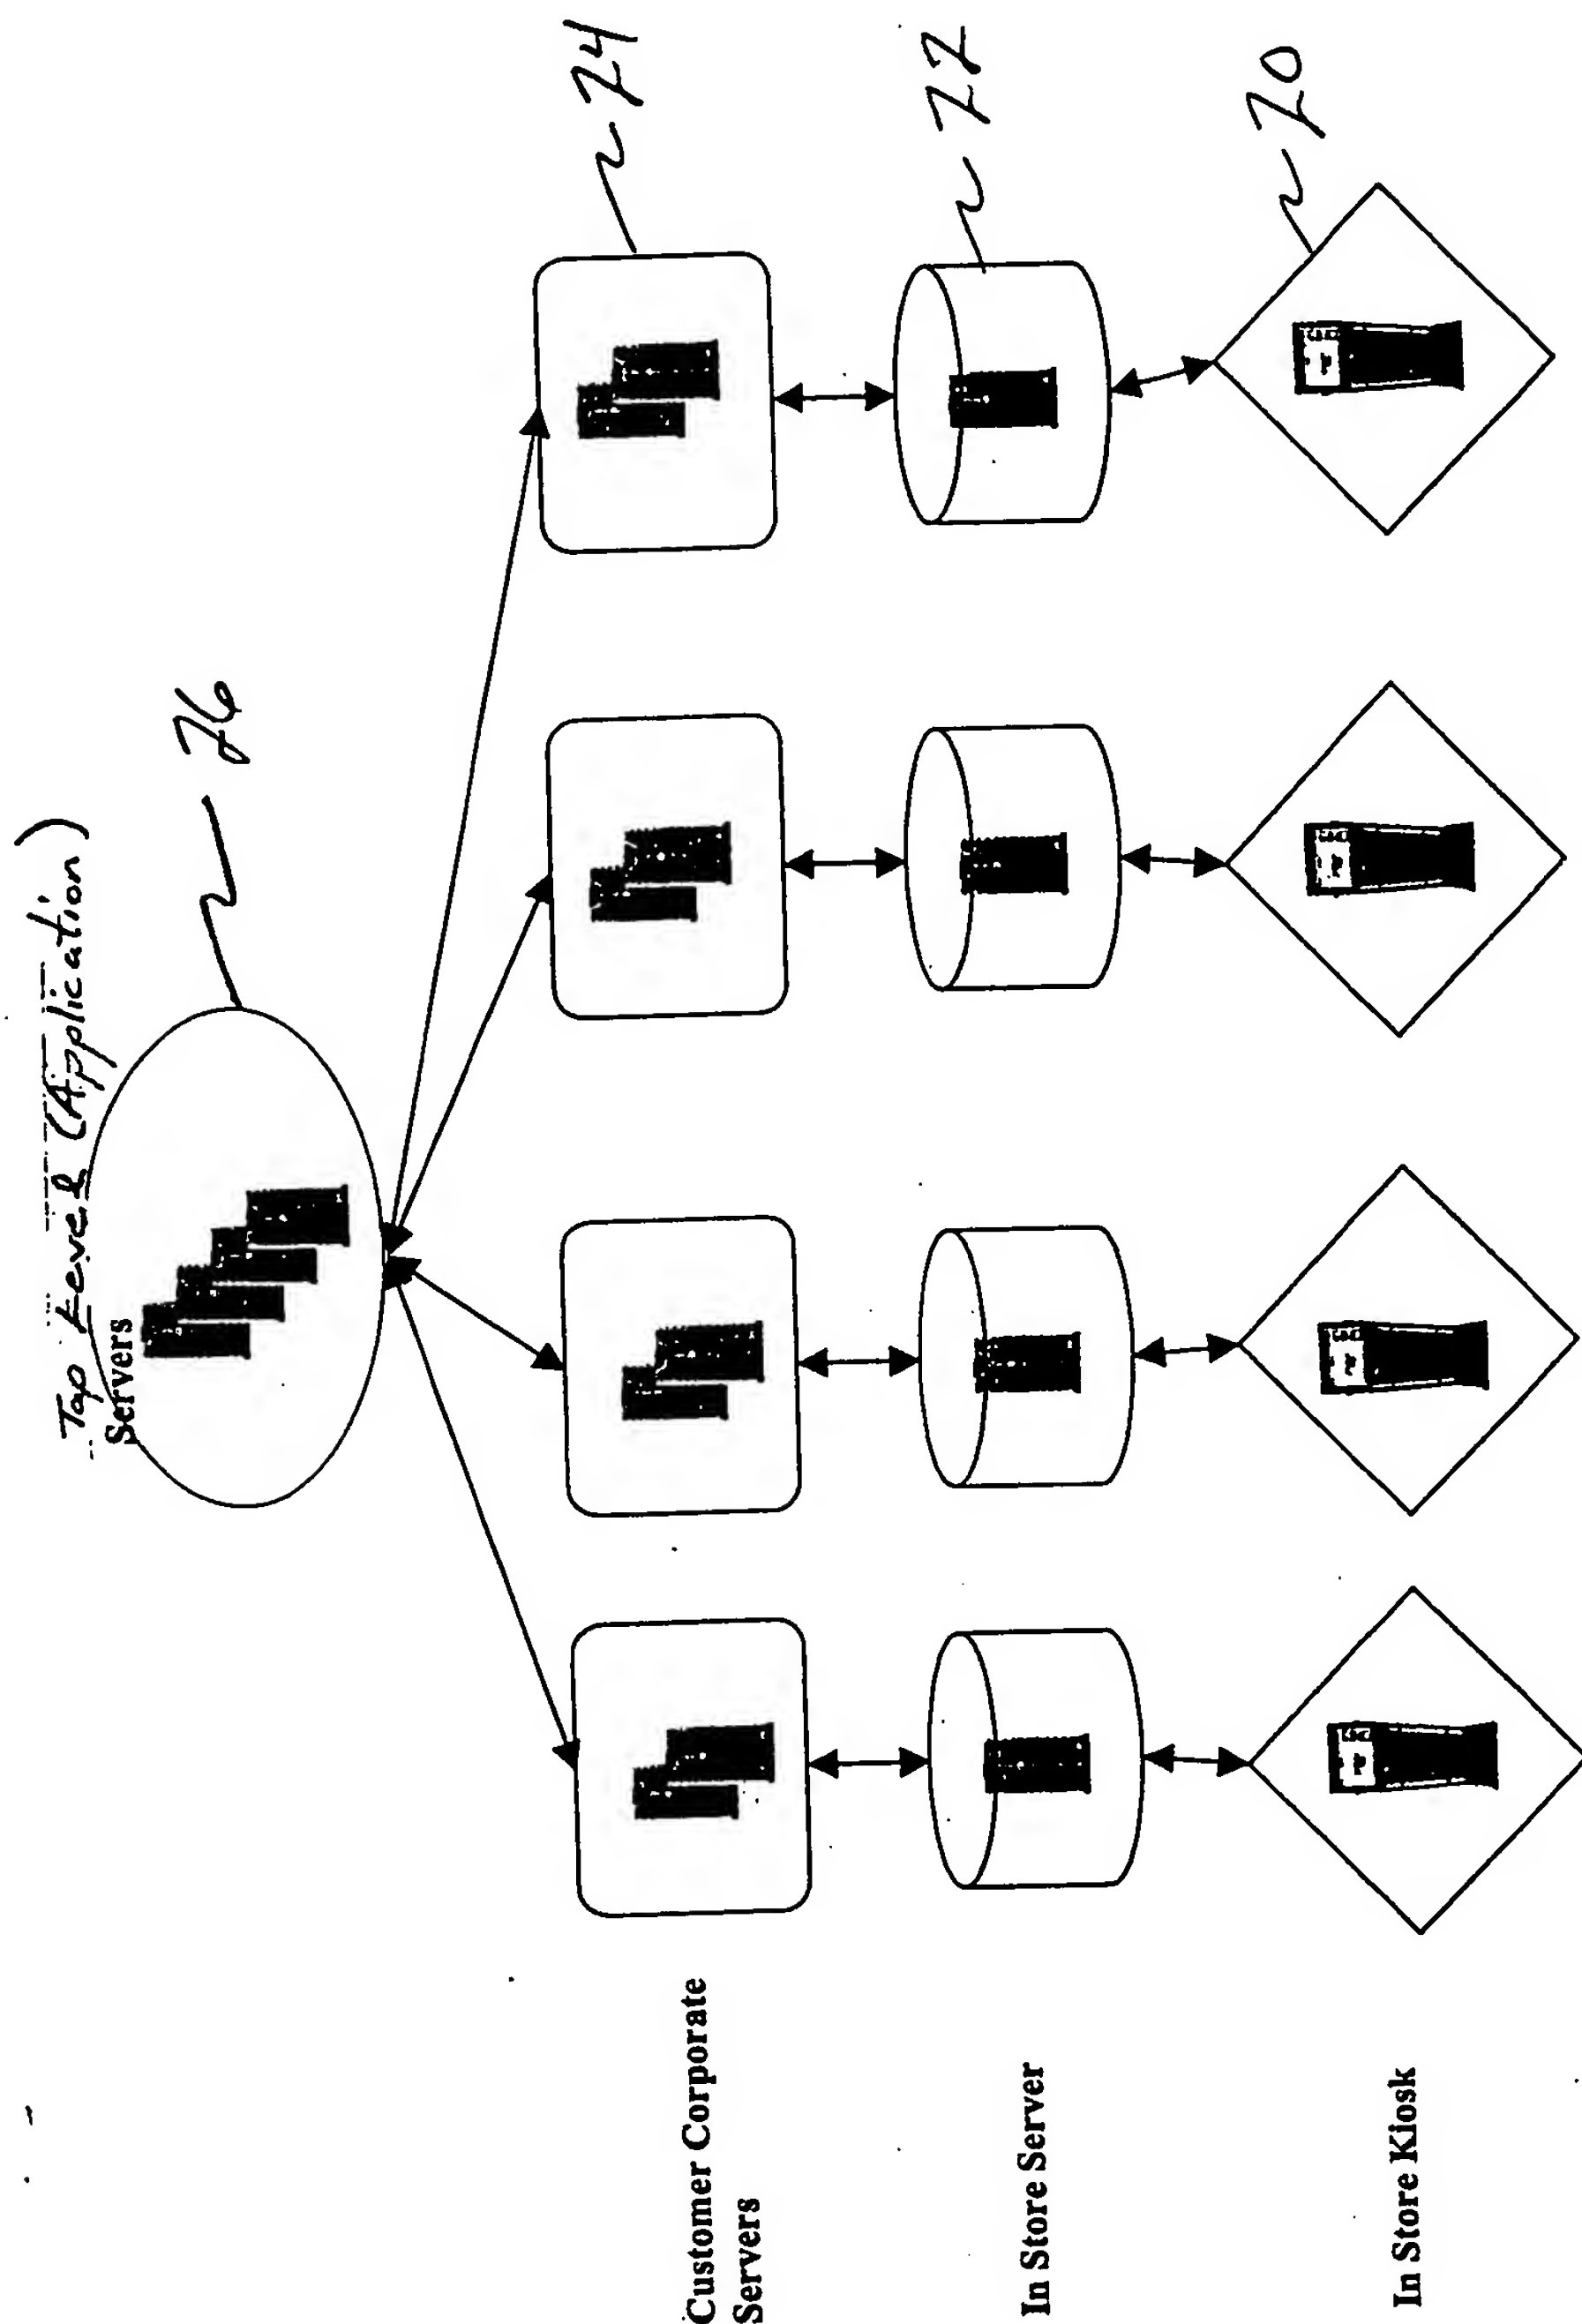 Top Level (Application)
Servers
76
Customer Corporate
Servers
74
In Store Server
72
In Store Kiosk
70